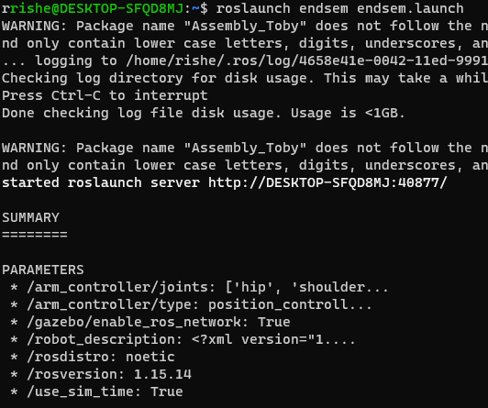 rrishe@DESKTOP-SFQD8MJ:~$ roslaunch endsem endsem.launch
WARNING: Package name "Assembly_Toby" does not follow the n
nd only contain lower case letters, digits, underscores, an
... logging to /home/rishe/.ros/log/4658e41e-0042-11ed-9991
Checking log directory for disk usage. This may take a whil
Press Ctrl-C to interrupt
Done checking log file disk usage. Usage is <1GB.
WARNING: Package name "Assembly_Toby" does not follow the n
nd only contain lower case letters, digits, underscores, an
started roslaunch server http://DESKTOP-SFQD8MJ:40877/
SUMMARY
========
PARAMETERS
 * /arm_controller/joints: ['hip', 'shoulder...
 * /arm_controller/type: position_controll...
 * /gazebo/enable_ros_network: True
 * /robot_description: <?xml version="1....
 * /rosdistro: noetic
 * /rosversion: 1.15.14
 * /use_sim_time: True